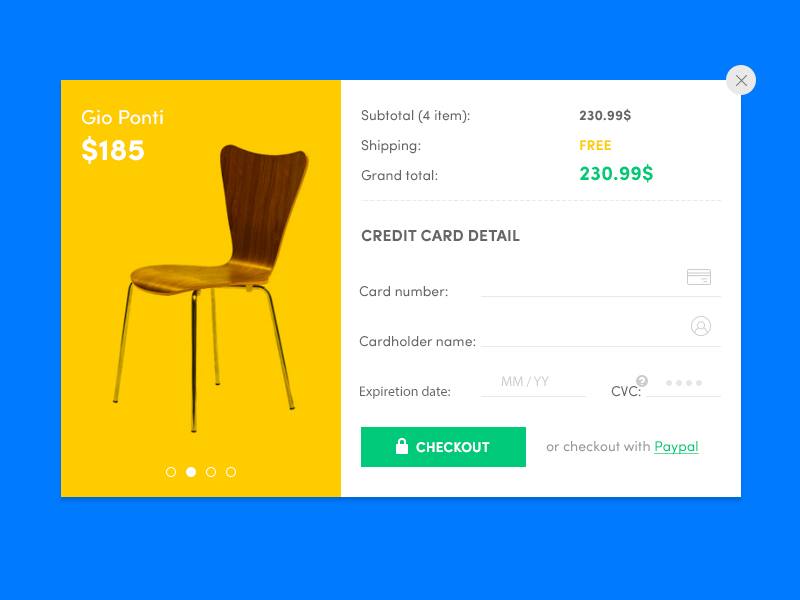 Gio Ponti
$185
Subtotal (4 item): 230.99$
Shipping: FREE
Grand total: 230.99$
CREDIT CARD DETAIL
Card number:
Cardholder name:
Expiretion date: MM / YY CVC: ?
CHECKOUT or checkout with Paypal